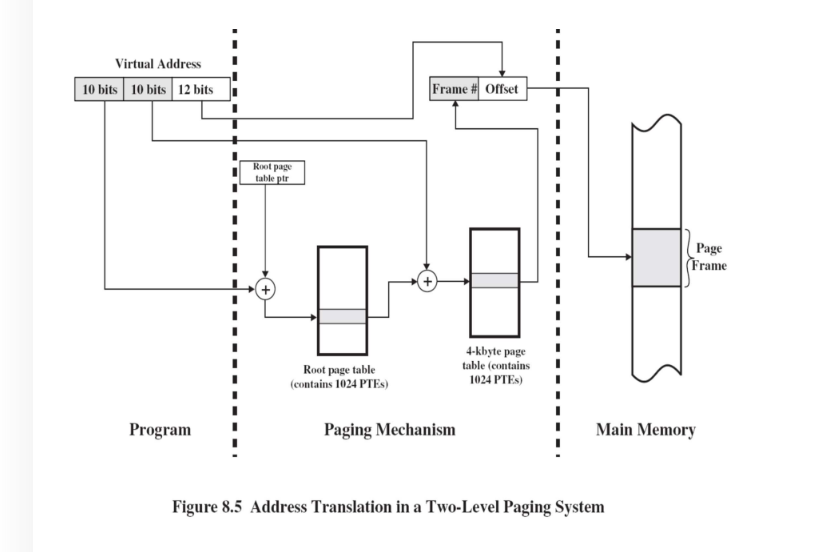 Virtual Address
10 bits 10 bits 12 bits
Frame # Offset
Root page
table ptr
+
+
Page
Frame
Root page table
(contains 1024 PTEs)
4-kbyte page
table (contains
1024 PTEs)
Program
Paging Mechanism
Main Memory
Figure 8.5 Address Translation in a Two-Level Paging System